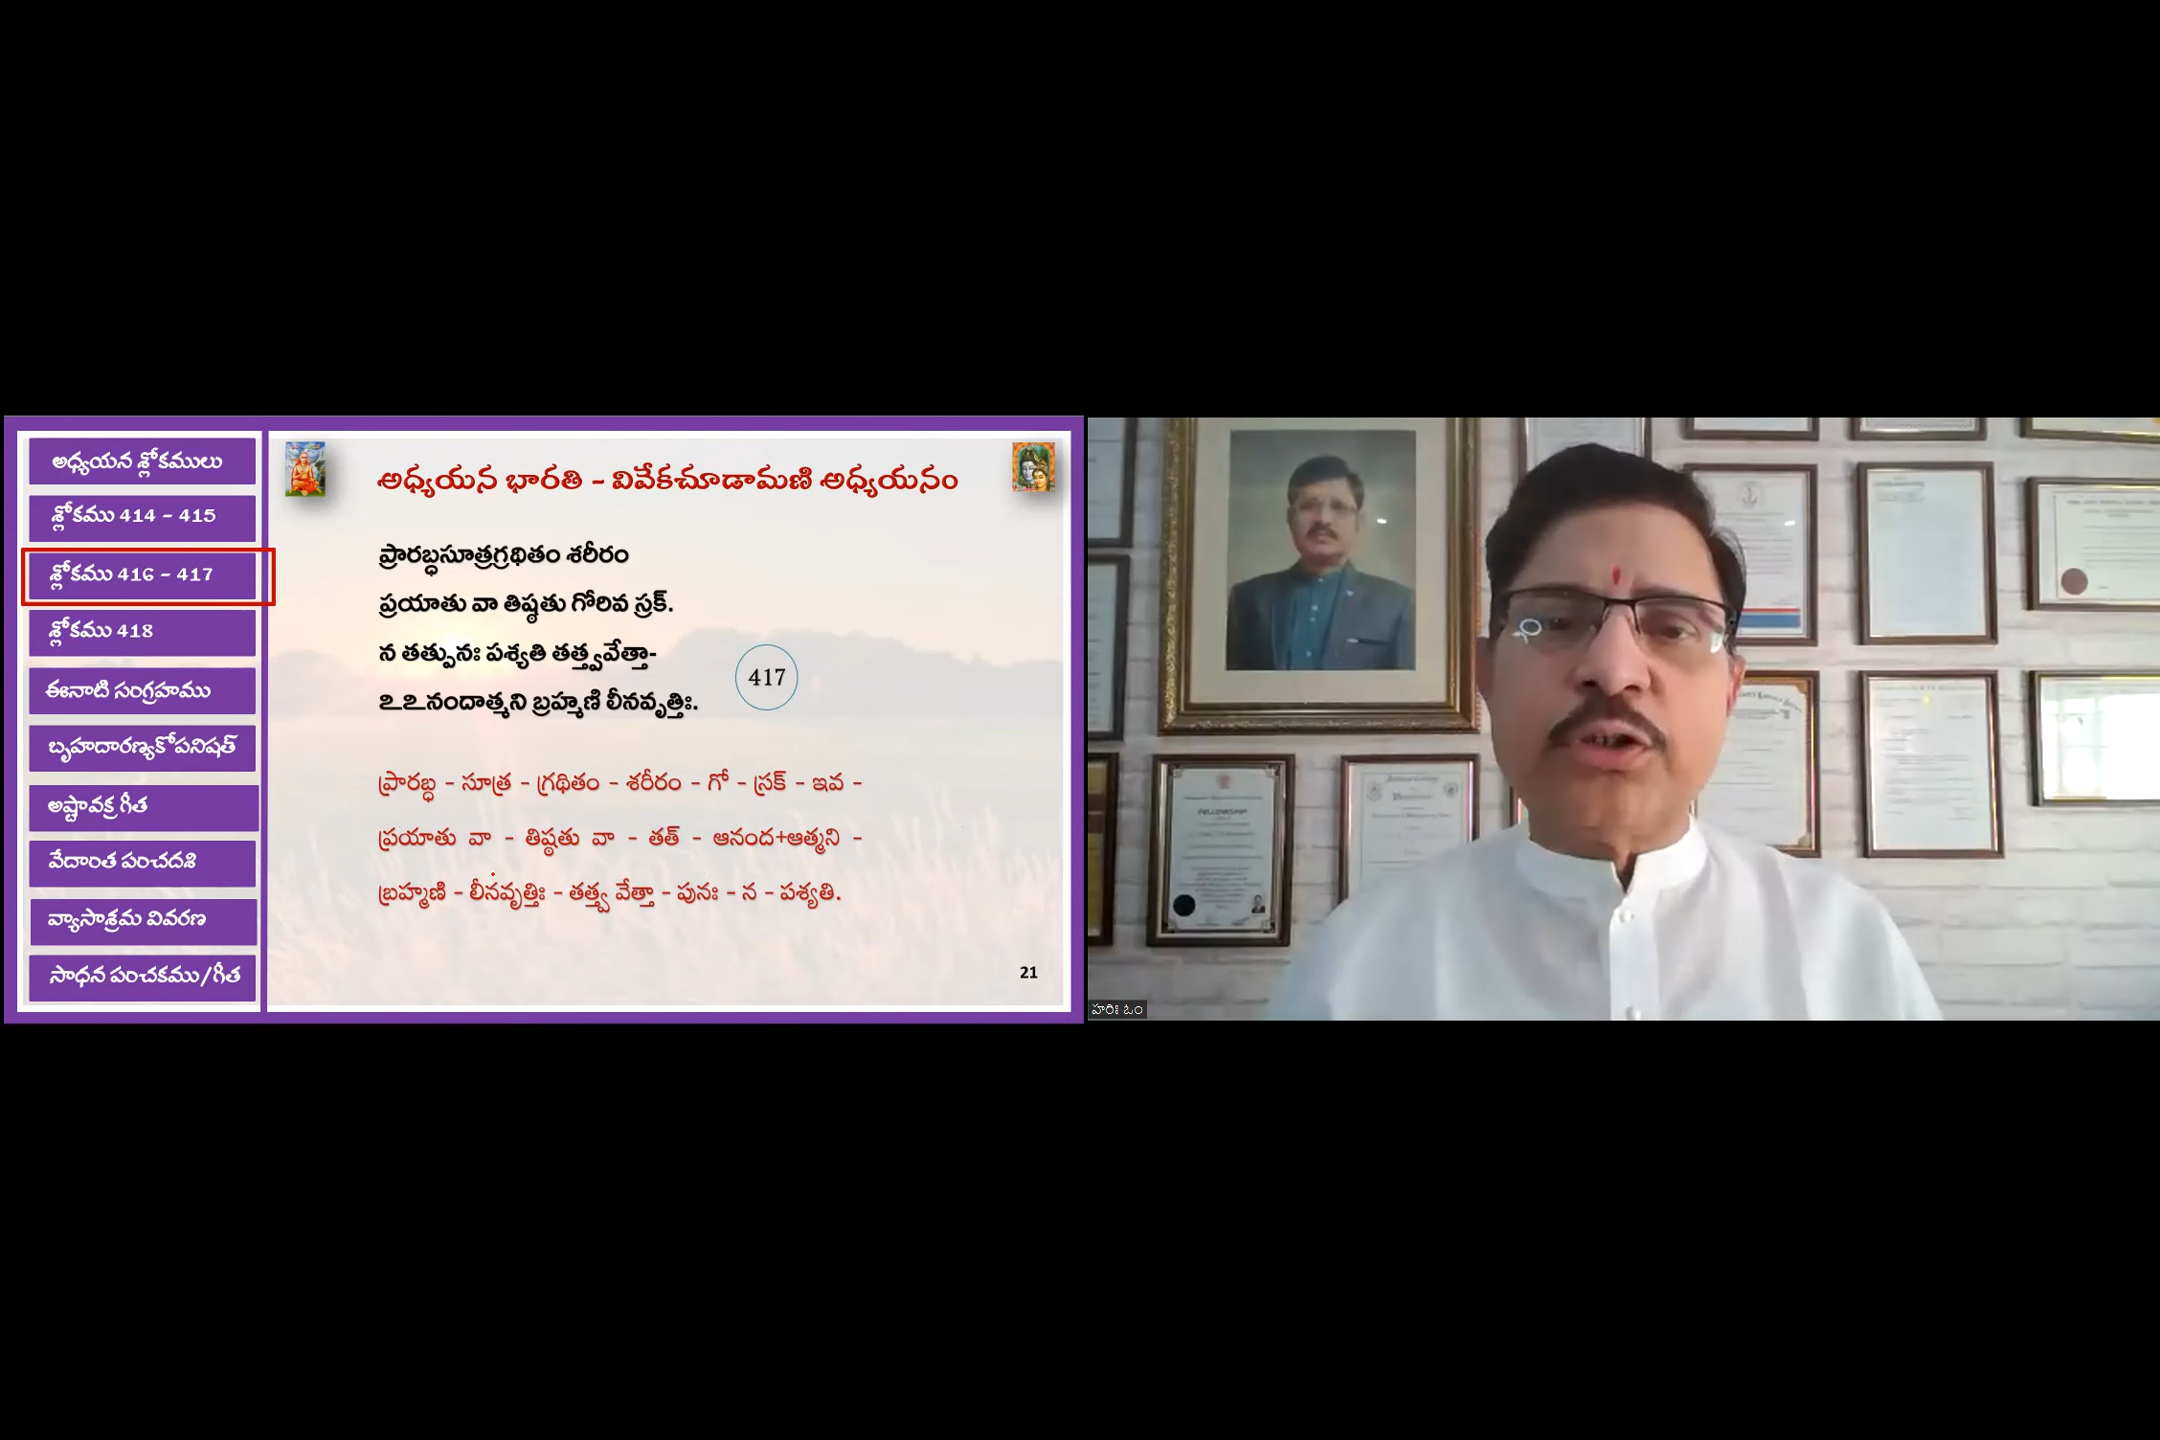 అధ్యయన శ్లోకములు
శ్లోకము 414 - 415
శ్లోకము 416 - 417
శ్లోకము 418
ఈనాటి సంగ్రహము
బృహదారణ్యకోపనిషత్
అష్టావక్ర గీత
వేదాంత పంచదశి
వ్యాసాశ్రమ వివరణ
సాధన పంచకము/గీత
అధ్యయన భారతి - వివేకచూడామణి అధ్యయనం
ప్రారబ్ధసూత్రగ్రథితం శరీరం
ప్రయాతు వా తిష్ఠతు గోరివ స్రక్.
న తత్పునః పశ్యతి తత్త్వవేత్తా-
ఽఽనందాత్మని బ్రహ్మణి లీనవృత్తిః.
417
ప్రారబ్ధ - సూత్ర - గ్రథితం - శరీరం - గో - స్రక్ - ఇవ -
ప్రయాతు వా - తిష్ఠతు వా - తత్ - ఆనంద+ఆత్మని -
బ్రహ్మణి - లీనవృత్తిః - తత్త్వ వేత్తా - పునః - న - పశ్యతి.
21
హరిః ఓం
FELLOWSHIP